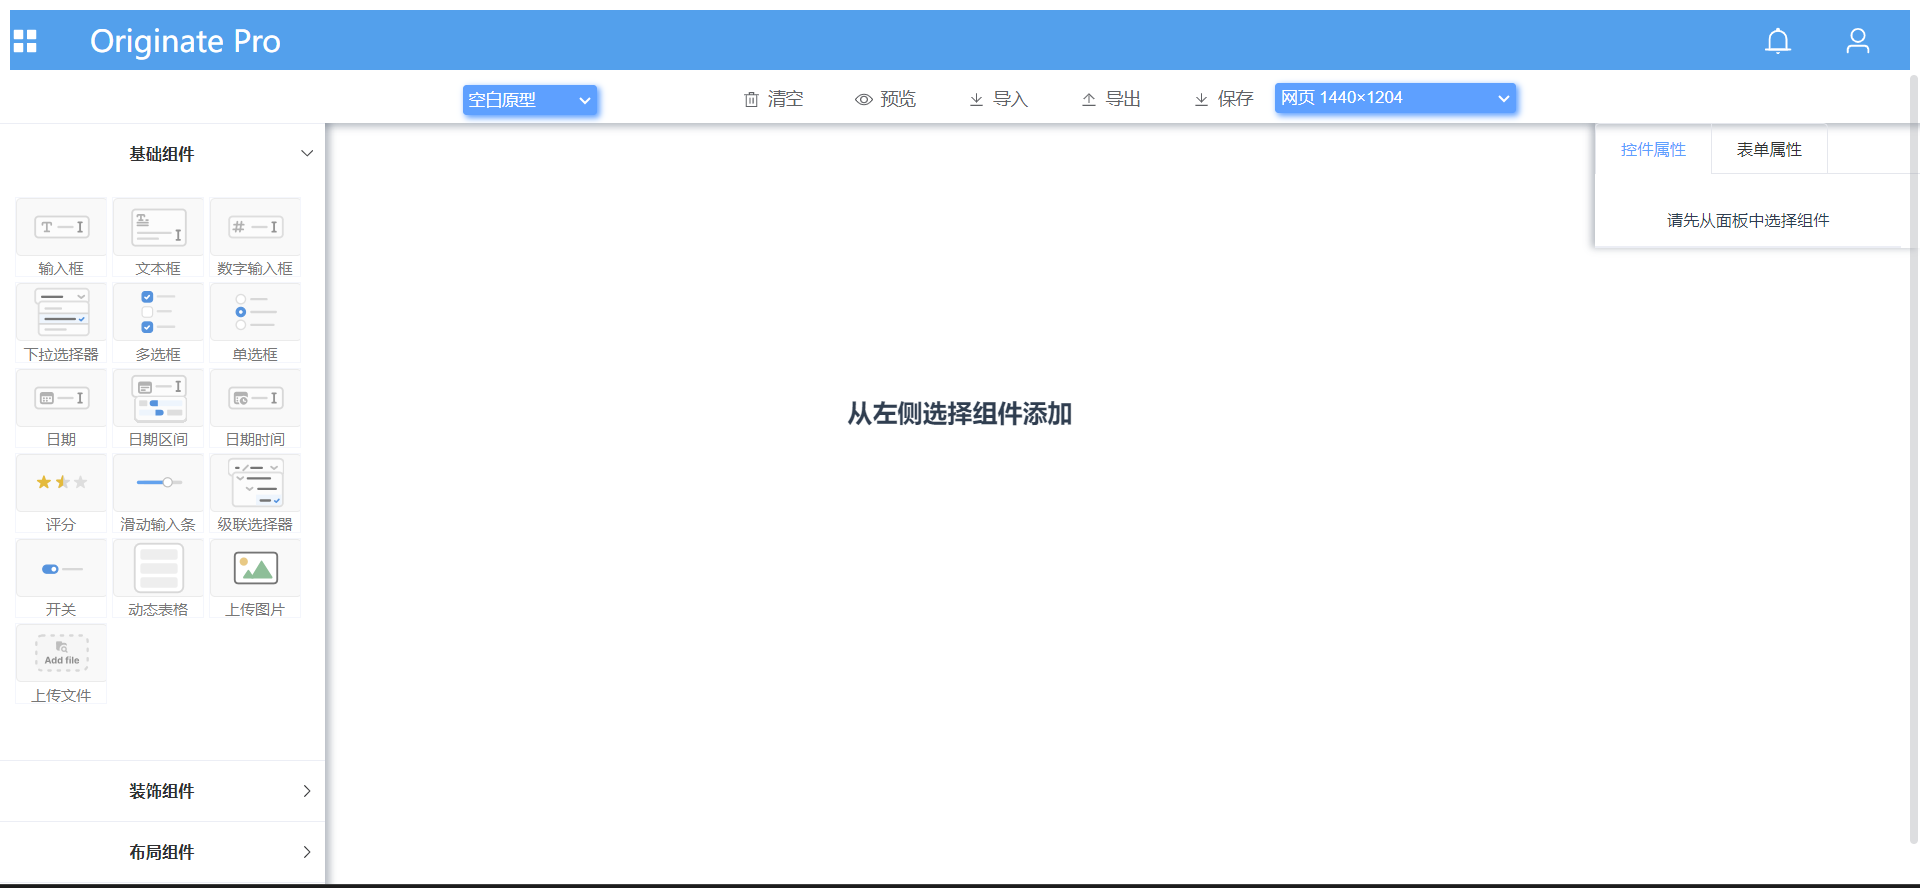 Originate Pro
空白原型
清空
预览
导入
导出
保存
网页 1440×1204
基础组件
输入框
文本框
数字输入框
下拉选择器
多选框
单选框
日期
日期区间
日期时间
评分
滑动输入条
级联选择器
开关
动态表格
上传图片
Add file
上传文件
装饰组件
布局组件
从左侧选择组件添加
控件属性
表单属性
请先从面板中选择组件